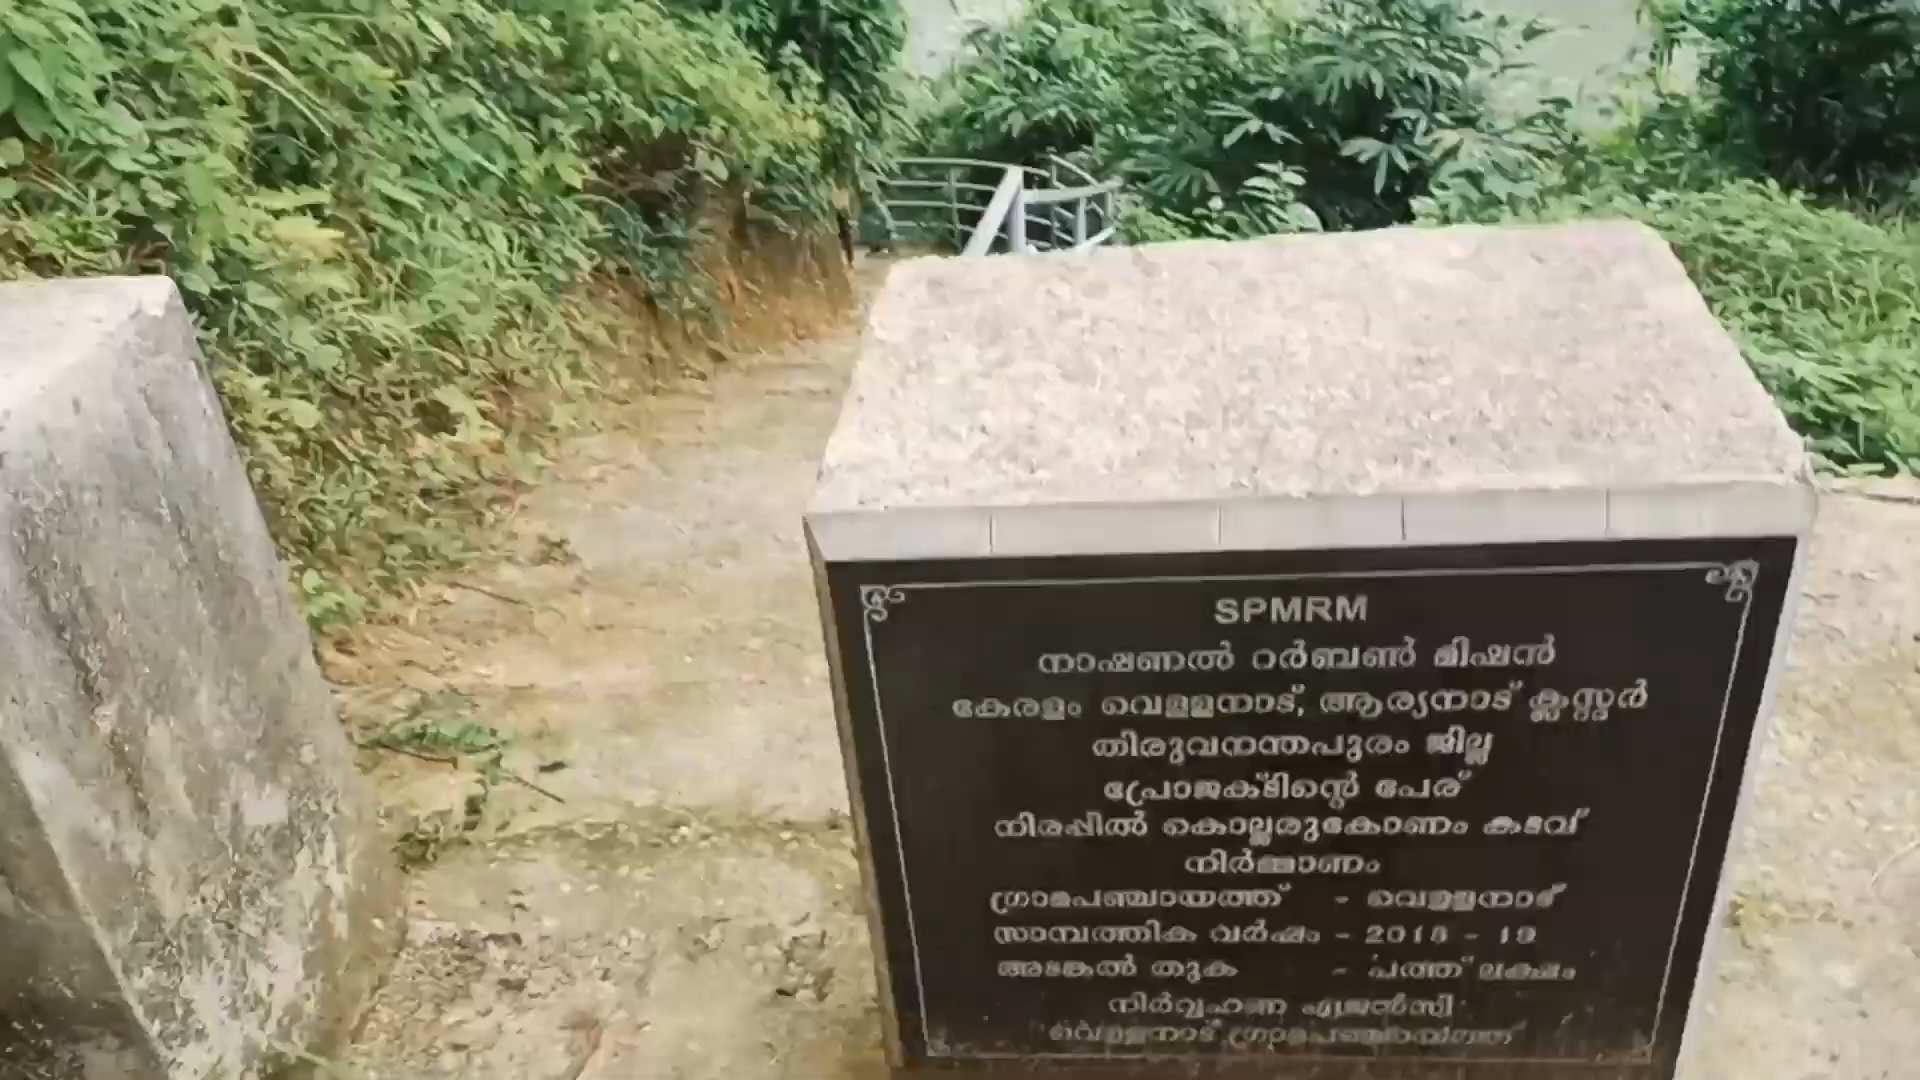 SPMRM
നാഷണൽ റർബൺ മിഷൻ
കേരളം വെള്ളനാട്, ആര്യനാട് ക്ലസ്റ്റർ
തിരുവനന്തപുരം ജില്ല
പ്രോജക്ടിന്റെ പേര്
നിരപ്പിൽ കൊല്ലരുകോണം കടവ്
നിർമ്മാണം
ഗ്രാമപഞ്ചായത്ത് - വെള്ളനാട്
സാമ്പത്തിക വർഷം - 2018 - 19
അടങ്കൽ തുക - പത്ത് ലക്ഷം
നിർവ്വഹണ ഏജൻസി
വെള്ളനാട് ഗ്രാമപഞ്ചായത്ത്